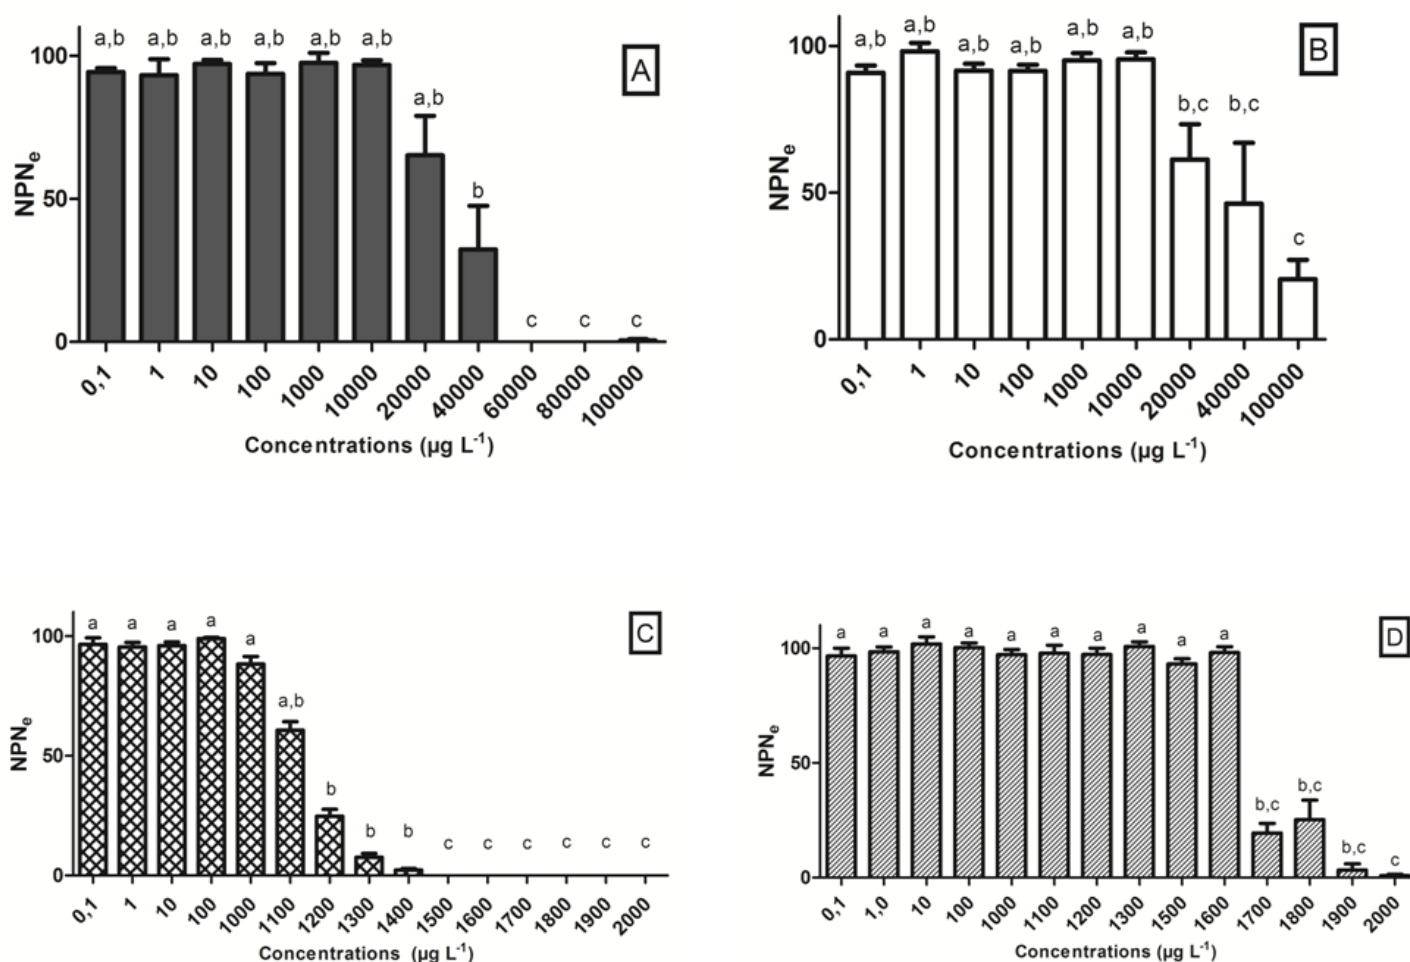 A
a,b a,b a,b a,b a,b a,b a,b b c c c
100
50
0
NPNe
0,1 1 10 100 1000 10000 20000 40000 60000 80000 100000
Concentrations (µg L-1)
B
a,b a,b a,b a,b a,b a,b b,c b,c c
100
50
0
NPNe
0,1 1 10 100 1000 10000 20000 40000 100000
Concentrations (µg L-1)
C
a a a a a a,b b b b c c c c c c
100
50
0
NPNe
0,1 1 10 100 1000 1100 1200 1300 1400 1500 1600 1700 1800 1900 2000
Concentrations (µg L-1)
D
a a a a a a a a a a b,c b,c b,c c
100
50
0
NPNe
0,1 1,0 10 100 1000 1100 1200 1300 1500 1600 1700 1800 1900 2000
Concentrations (µg L-1)